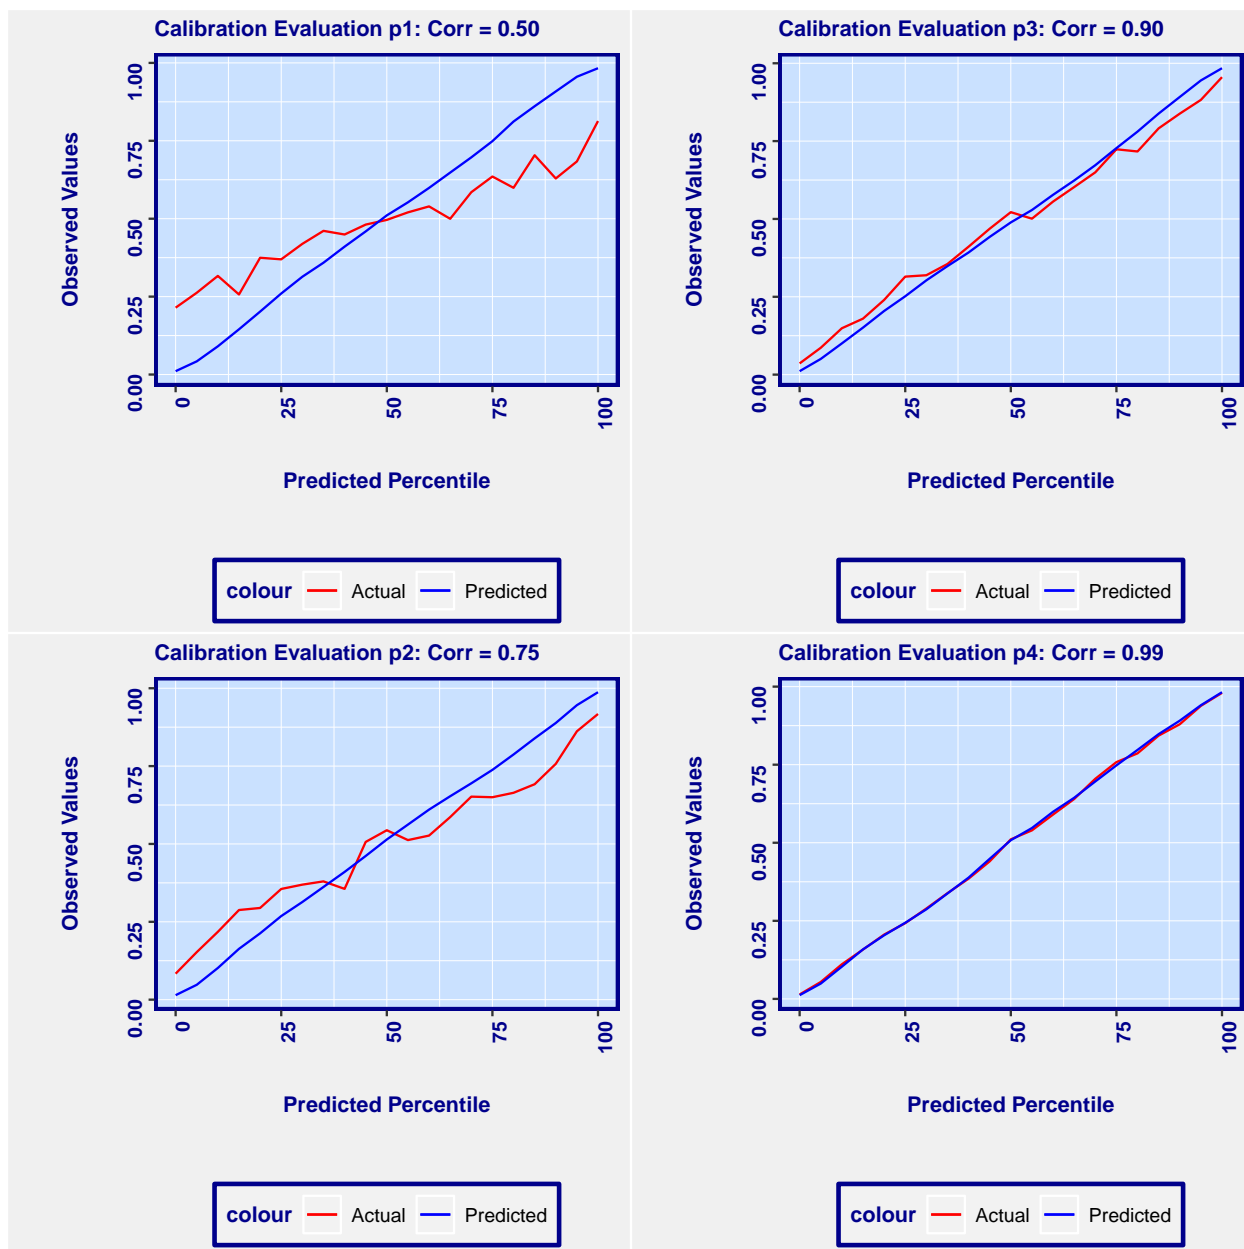 Calibration Evaluation p1: Corr = 0.50
Observed Values
1.00
0.75
0.50
0.25
0.00
0 25 50 75 100
Predicted Percentile
colour Actual Predicted
Calibration Evaluation p3: Corr = 0.90
Observed Values
1.00
0.75
0.50
0.25
0.00
0 25 50 75 100
Predicted Percentile
colour Actual Predicted
Calibration Evaluation p2: Corr = 0.75
Observed Values
1.00
0.75
0.50
0.25
0.00
0 25 50 75 100
Predicted Percentile
colour Actual Predicted
Calibration Evaluation p4: Corr = 0.99
Observed Values
1.00
0.75
0.50
0.25
0.00
0 25 50 75 100
Predicted Percentile
colour Actual Predicted